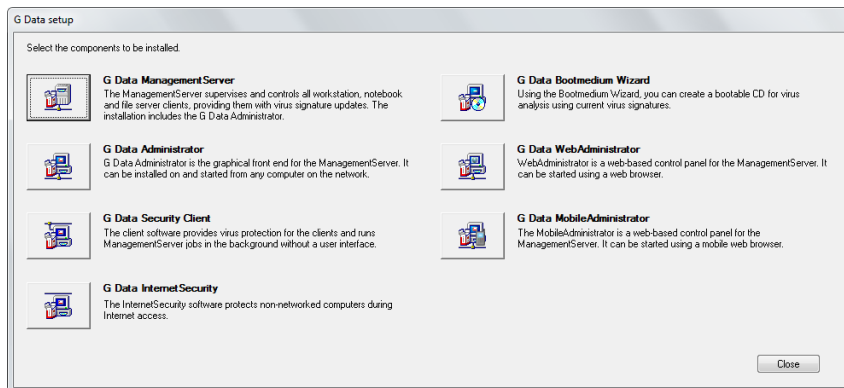 G Data setup
Select the components to be installed.
G Data ManagementServer
The ManagementServer supervises and controls all workstation, notebook
and file server clients, providing them with virus signature updates. The
installation includes the G Data Administrator.
G Data Administrator
G Data Administrator is the graphical front end for the ManagementServer. It
can be installed on and started from any computer on the network.
G Data Security Client
The client software provides virus protection for the clients and runs
ManagementServer jobs in the background without a user interface.
G Data InternetSecurity
The InternetSecurity software protects non-networked computers during
Internet access.
G Data Bootmedium Wizard
Using the Bootmedium Wizard, you can create a bootable CD for virus
analysis using current virus signatures.
G Data WebAdministrator
WebAdministrator is a web-based control panel for the ManagementServer. It
can be started using a web browser.
G Data MobileAdministrator
The MobileAdministrator is a web-based control panel for the
ManagementServer. It can be started using a mobile web browser.
Close